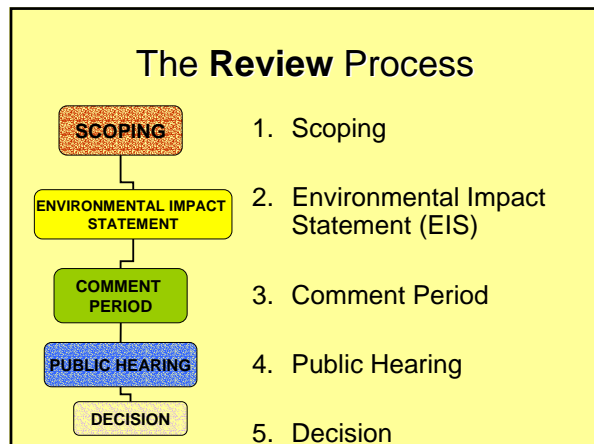 The Review Process
SCOPING
ENVIRONMENTAL IMPACT
STATEMENT
COMMENT
PERIOD
PUBLIC HEARING
DECISION
1. Scoping
2. Environmental Impact
Statement (EIS)
3. Comment Period
4. Public Hearing
5. Decision